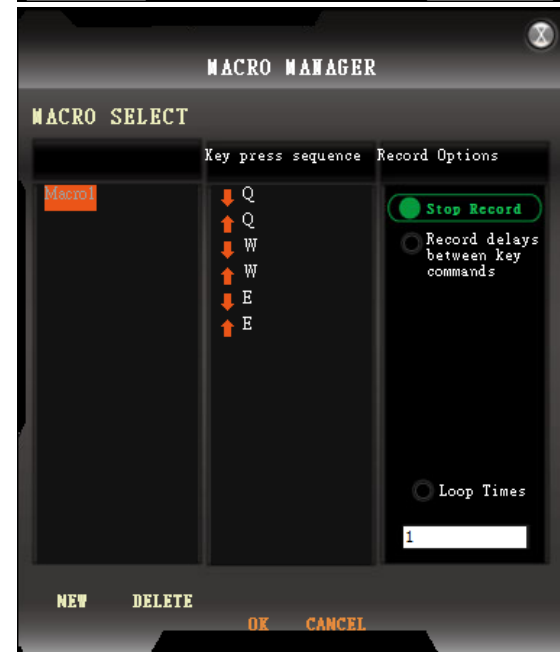 X
MACRO MANAGER
MACRO SELECT
Key press sequence
Record Options
Macro1
Q
Q
W
W
E
E
Stop Record
Record delays
between key
commands
Loop Times
1
NEW DELETE
OK CANCEL